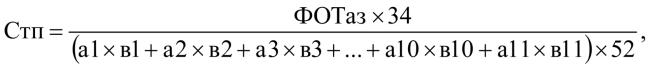 Стп = ФОТаз × 34
(а1× в1 + а2 × в2 + а3 × в3 + ... + а10 × в10 + а11× в11) × 52 ,